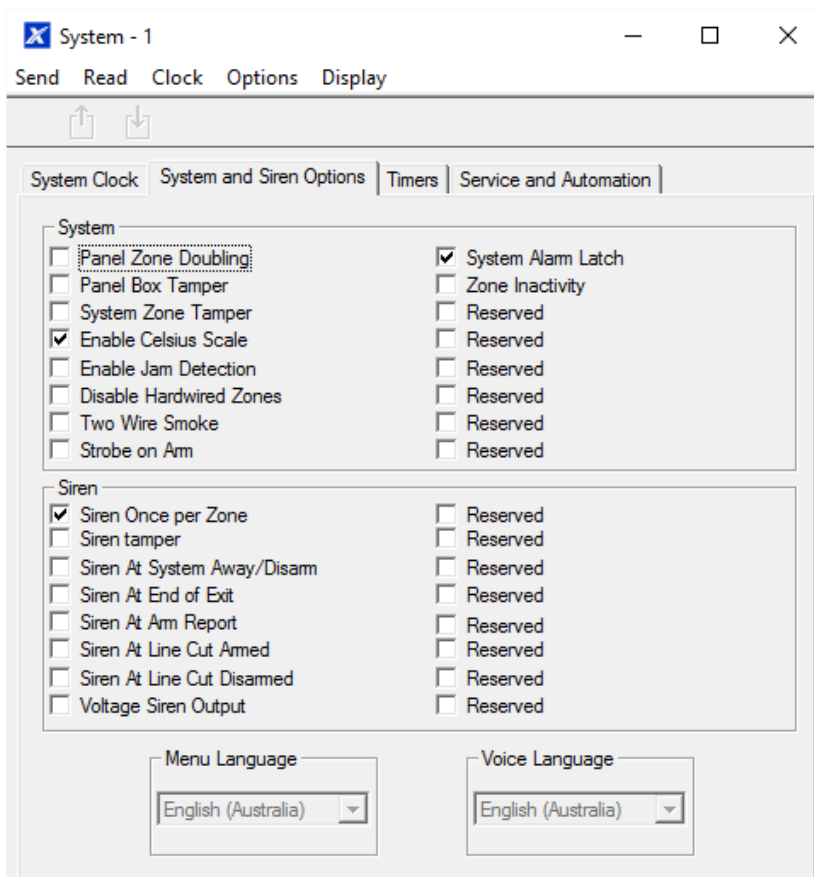 System - 1
Send Read Clock Options Display
System Clock System and Siren Options Timers Service and Automation
System
Panel Zone Doubling System Alarm Latch
Panel Box Tamper Zone Inactivity
System Zone Tamper Reserved
Enable Celsius Scale Reserved
Enable Jam Detection Reserved
Disable Hardwired Zones Reserved
Two Wire Smoke Reserved
Strobe on Arm Reserved
Siren
Siren Once per Zone Reserved
Siren tamper Reserved
Siren At System Away/Disarm Reserved
Siren At End of Exit Reserved
Siren At Arm Report Reserved
Siren At Line Cut Armed Reserved
Siren At Line Cut Disarmed Reserved
Voltage Siren Output Reserved
Menu Language Voice Language
English (Australia) English (Australia)